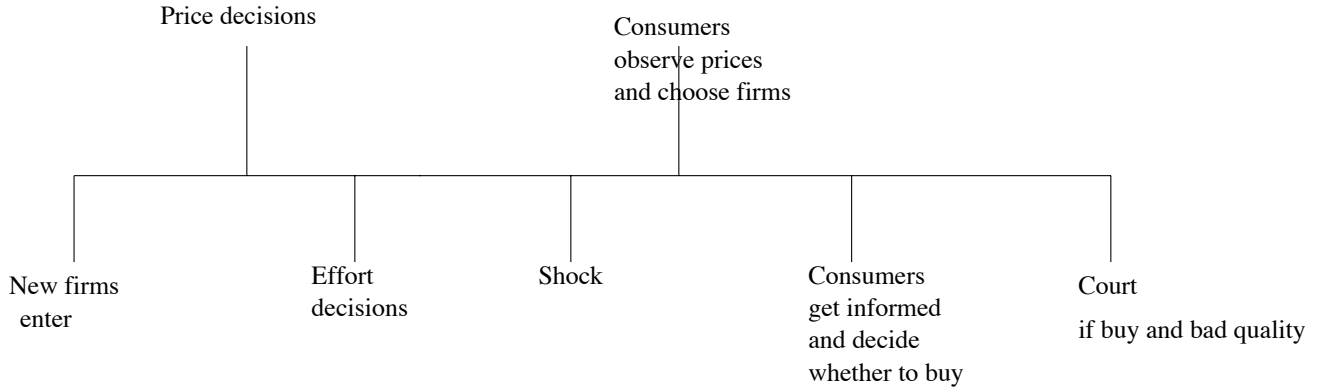 Price decisions
Consumers
observe prices
and choose firms
New firms
enter
Effort
decisions
Shock
Consumers
get informed
and decide
whether to buy
Court
if buy and bad quality